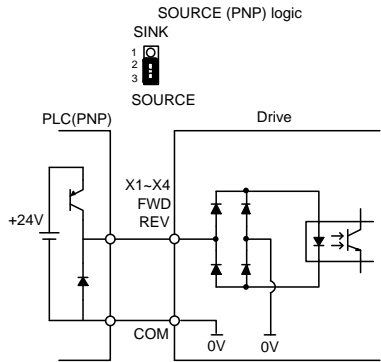 SOURCE (PNP) logic
SINK
1
2
3
SOURCE
PLC(PNP)
Drive
X1~X4
FWD
REV
+24V
COM
0V
0V